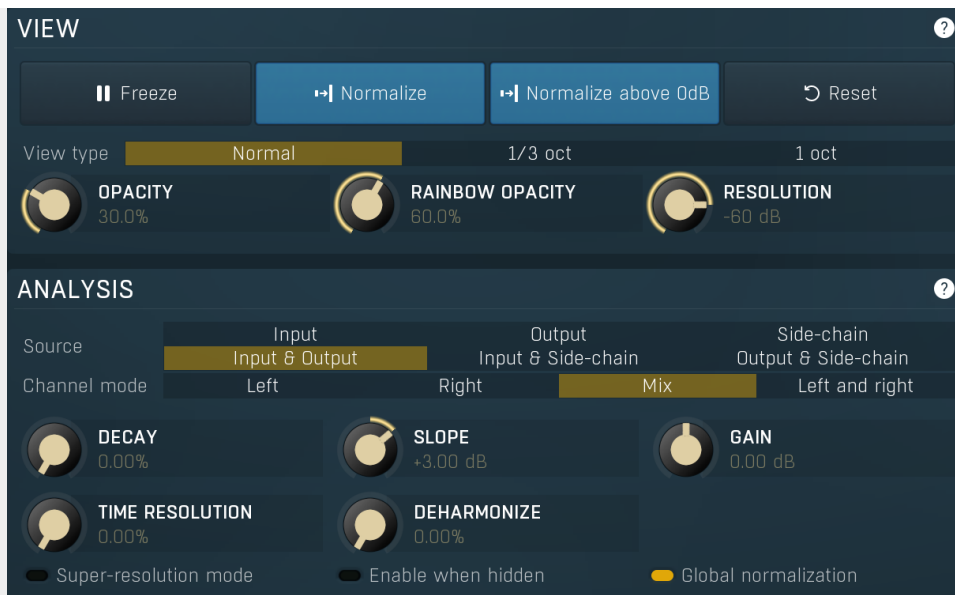 VIEW ?
Freeze Normalize Normalize above 0dB Reset
View type Normal 1/3 oct 1 oct
OPACITY RAINBOW OPACITY RESOLUTION
30.0% 60.0% -60 dB
ANALYSIS ?
Input Output Side-chain
Source
Input & Output Input & Side-chain Output & Side-chain
Channel mode Left Right Mix Left and right
DECAY SLOPE GAIN
0.00% +3.00 dB 0.00 dB
TIME RESOLUTION DEHARMONIZE
0.00% 0.00%
Super-resolution mode Enable when hidden Global normalization